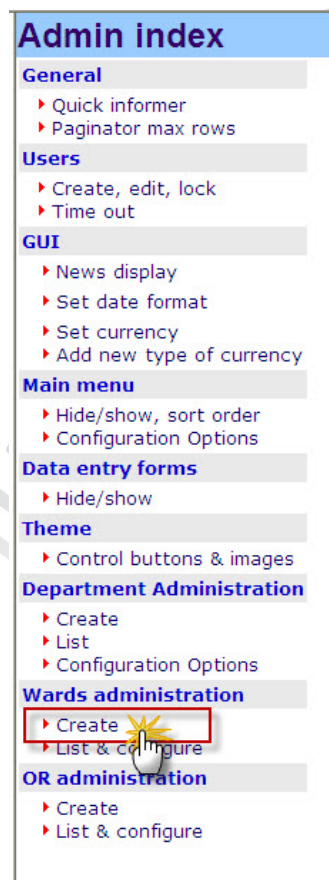 Admin index
General
Quick informer
Paginator max rows
Users
Create, edit, lock
Time out
GUI
News display
Set date format
Set currency
Add new type of currency
Main menu
Hide/show, sort order
Configuration Options
Data entry forms
Hide/show
Theme
Control buttons & images
Department Administration
Create
List
Configuration Options
Wards administration
Create
List & configure
OR administration
Create
List & configure